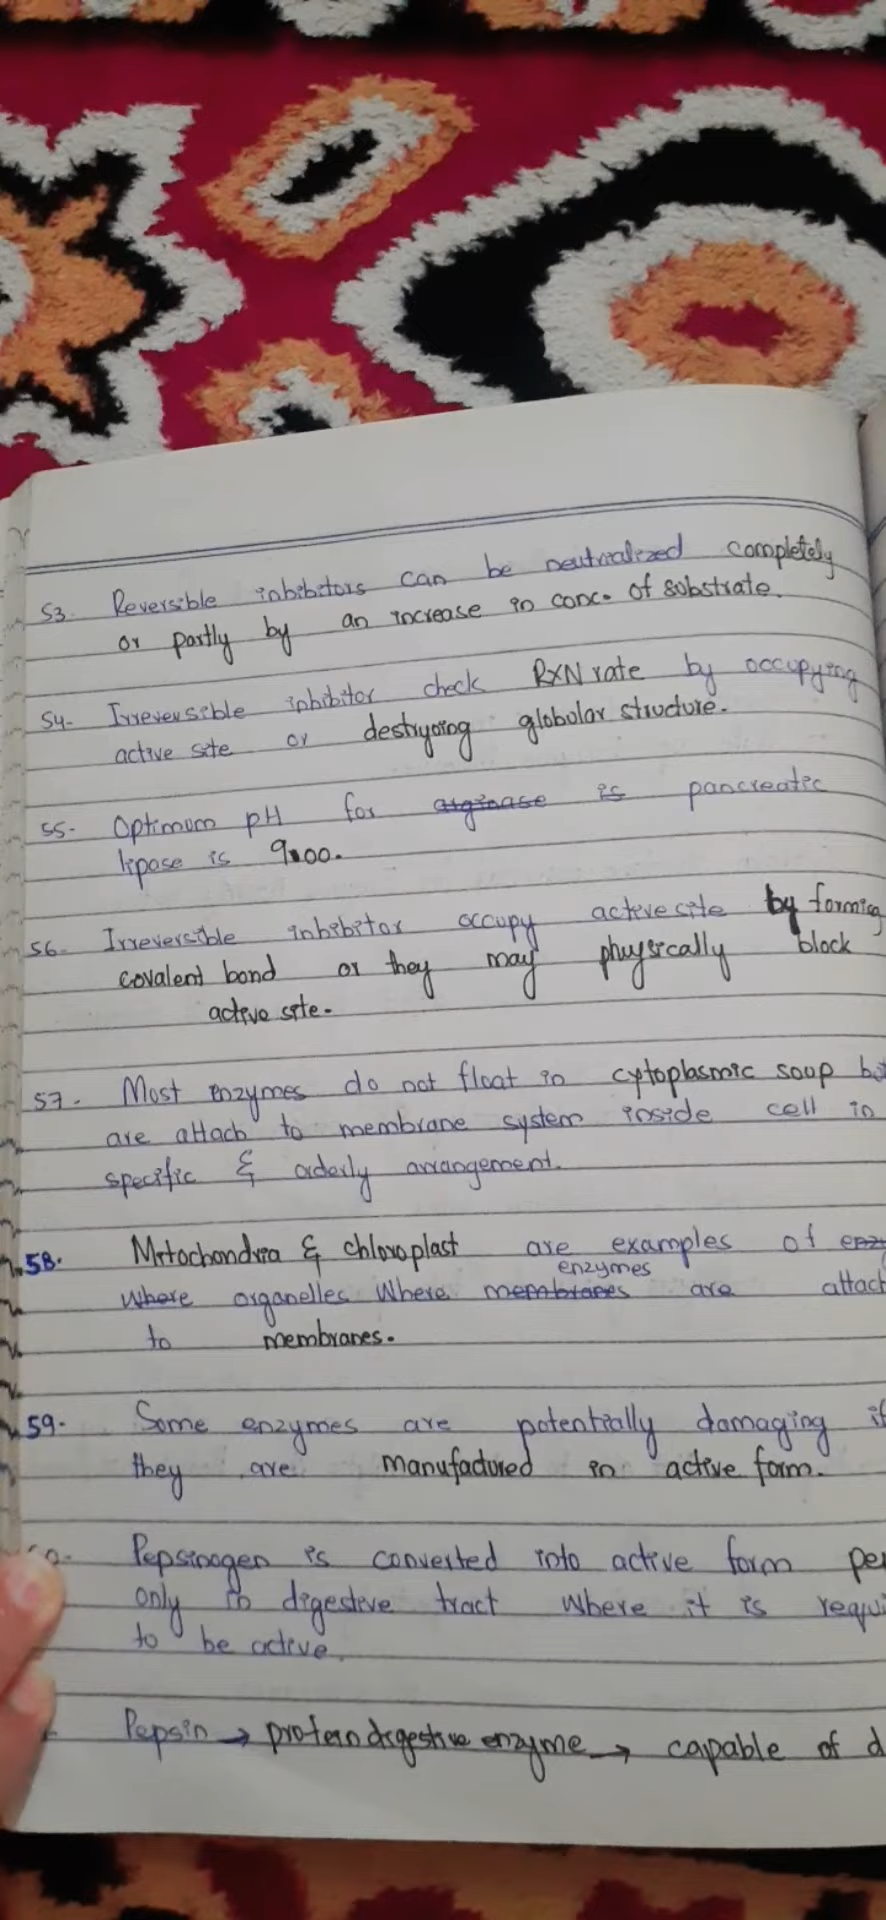 53. Reversible inhibitors can be neutralized completely
or partly by an increase in conc. of substrate.
54- Irreversible inhibitor check RXN rate by occupying
active site or destryoing globular structure.
55- Optimum pH for arginase is pancreatic
lipase is 9.00.
56- Irreversible inhibitor occupy active site by forming
covalent bond or they may physically block
active site.
57- Most enzymes do not float in cytoplasmic soup
are attach to membrane system inside cell in
specific & orderly arrangement.
58. Mitochondria & chloroplast are examples of
enzymes
where organelles Where membranes are attach
to membranes.
59- Some enzymes are potentially damaging if
they are manufactured in active form.
Pepsinogen is converted into active form
only in digestive tract where it is
to be active.
Pepsin → protein digestive enzyme → capable of